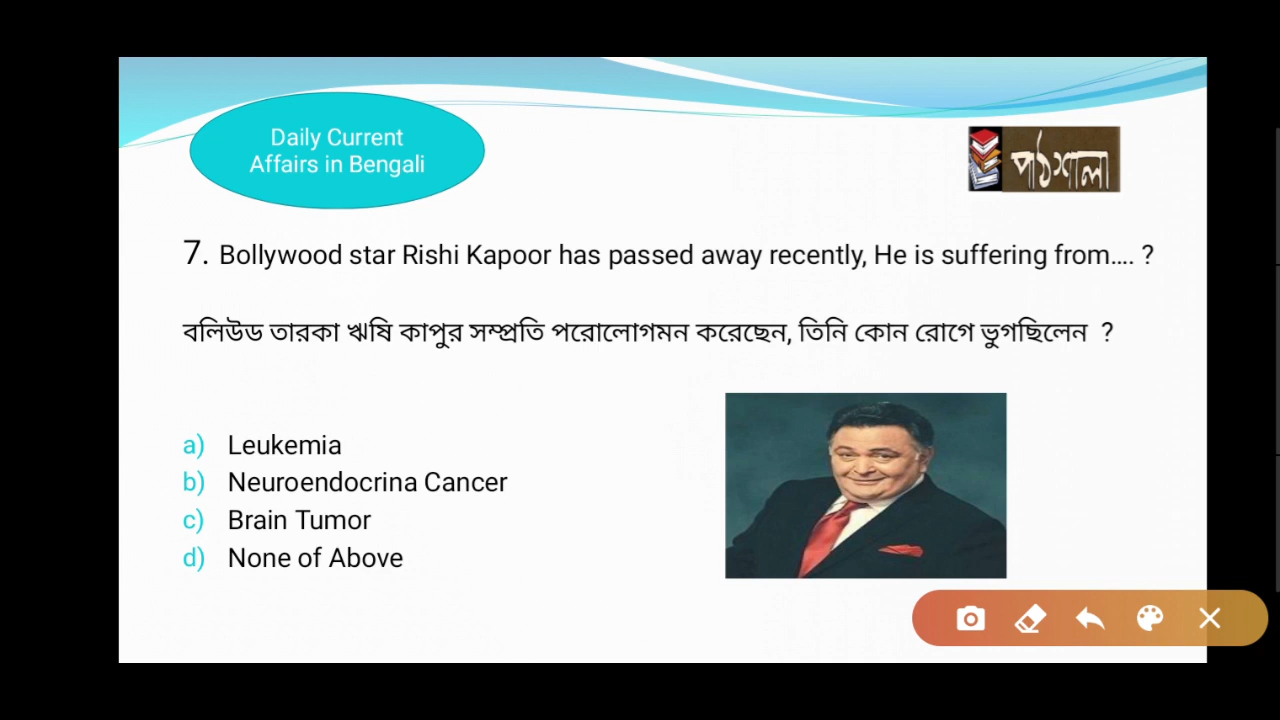 Daily Current
Affairs in Bengali
পাঠশালা
7. Bollywood star Rishi Kapoor has passed away recently, He is suffering from.... ?
বলিউড তারকা ঋষি কাপুর সম্প্রতি পরোলোগমন করেছেন, তিনি কোন রোগে ভুগছিলেন ?
a) Leukemia
b) Neuroendocrina Cancer
c) Brain Tumor
d) None of Above